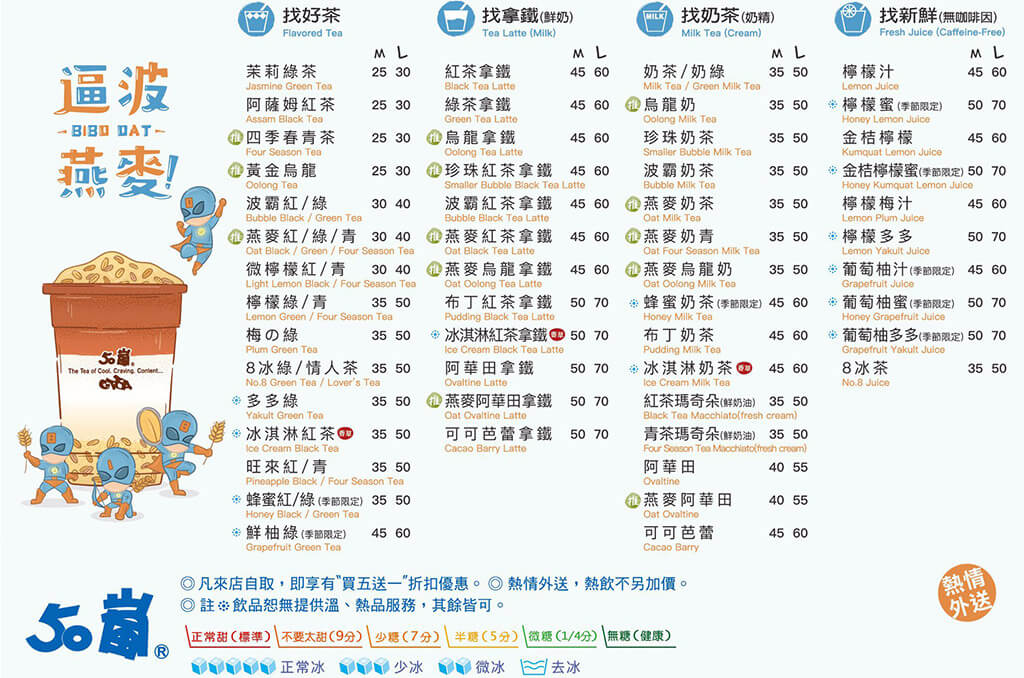 逼波
BIBO OAT
燕麥!
50嵐®
The Tea of Cool. Craving. Content...
找好茶
Flavored Tea
M L
茉莉綠茶 25 30
Jasmine Green Tea
阿薩姆紅茶 25 30
Assam Black Tea
推 四季春青茶 25 30
Four Season Tea
推 黃金烏龍 25 30
Oolong Tea
波霸紅/綠 30 40
Bubble Black / Green Tea
推 燕麥紅/綠/青 30 40
Oat Black / Green / Four Season Tea
微檸檬紅/青 30 40
Light Lemon Black / Four Season Tea
檸檬綠/青 35 50
Lemon Green / Four Season Tea
梅の綠 35 50
Plum Green Tea
8冰綠/情人茶 35 50
No.8 Green Tea / Lover's Tea
※ 多多綠 35 50
Yakult Green Tea
※ 冰淇淋紅茶 香草 35 50
Ice Cream Black Tea
旺來紅/青 35 50
Pineapple Black / Four Season Tea
※ 蜂蜜紅/綠(季節限定) 35 50
Honey Black / Green Tea
※ 鮮柚綠(季節限定) 45 60
Grapefruit Green Tea
找拿鐵(鮮奶)
Tea Latte (Milk)
M L
紅茶拿鐵 45 60
Black Tea Latte
綠茶拿鐵 45 60
Green Tea Latte
推 烏龍拿鐵 45 60
Oolong Tea Latte
推 珍珠紅茶拿鐵 45 60
Smaller Bubble Black Tea Latte
波霸紅茶拿鐵 45 60
Bubble Black Tea Latte
推 燕麥紅茶拿鐵 45 60
Oat Black Tea Latte
推 燕麥烏龍拿鐵 45 60
Oat Oolong Tea Latte
布丁紅茶拿鐵 50 70
Pudding Black Tea Latte
※ 冰淇淋紅茶拿鐵 香草 50 70
Ice Cream Black Tea Latte
阿華田拿鐵 50 70
Ovaltine Latte
推 燕麥阿華田拿鐵 50 70
Oat Ovaltine Latte
可可芭蕾拿鐵 50 70
Cacao Barry Latte
MILK
找奶茶(奶精)
Milk Tea (Cream)
M L
奶茶/奶綠 35 50
Milk Tea / Green Milk Tea
推 烏龍奶 35 50
Oolong Milk Tea
珍珠奶茶 35 50
Smaller Bubble Milk Tea
波霸奶茶 35 50
Bubble Milk Tea
推 燕麥奶茶 35 50
Oat Milk Tea
推 燕麥奶青 35 50
Oat Four Season Milk Tea
推 燕麥烏龍奶 35 50
Oat Oolong Milk Tea
※ 蜂蜜奶茶(季節限定) 45 60
Honey Milk Tea
布丁奶茶 45 60
Pudding Milk Tea
※ 冰淇淋奶茶 香草 45 60
Ice Cream Milk Tea
紅茶瑪奇朵(鮮奶油) 35 50
Black Tea Macchiato(fresh cream)
青茶瑪奇朵(鮮奶油) 35 50
Four Season Tea Macchiato(fresh cream)
阿華田 40 55
Ovaltine
推 燕麥阿華田 40 55
Oat Ovaltine
可可芭蕾 45 60
Cacao Barry
找新鮮(無咖啡因)
Fresh Juice (Caffeine-Free)
M L
檸檬汁 45 60
Lemon Juice
※ 檸檬蜜(季節限定) 50 70
Honey Lemon Juice
金桔檸檬 45 60
Kumquat Lemon Juice
※ 金桔檸檬蜜(季節限定) 50 70
Honey Kumquat Lemon Juice
檸檬梅汁 45 60
Lemon Plum Juice
※ 檸檬多多 50 70
Lemon Yakult Juice
※ 葡萄柚汁(季節限定) 45 60
Grapefruit Juice
※ 葡萄柚蜜(季節限定) 50 70
Honey Grapefruit Juice
※ 葡萄柚多多(季節限定) 50 70
Grapefruit Yakult Juice
8冰茶 35 50
No.8 Juice
50嵐®
◎凡來店自取，即享有“買五送一”折扣優惠。 ◎熱情外送，熱飲不另加價。
◎註※飲品恕無提供溫、熱品服務，其餘皆可。
正常甜(標準) 不要太甜(9分) 少糖(7分) 半糖(5分) 微糖(1/4分) 無糖(健康)
正常冰 少冰 微冰 去冰
熱情
外送